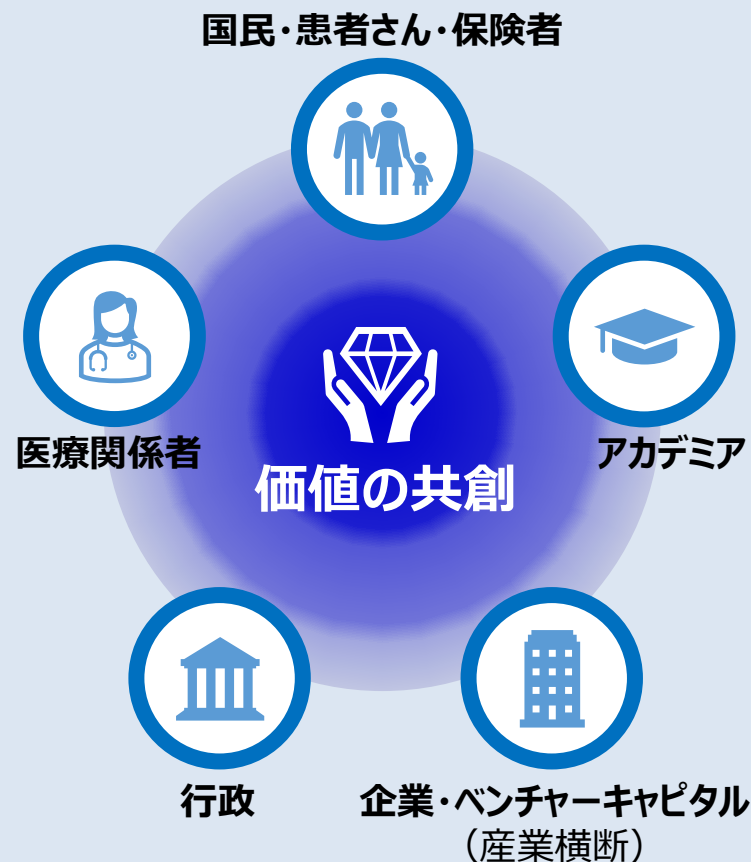 国民・患者さん・保険者
医療関係者
アカデミア
価値の共創
行政
企業・ベンチャーキャピタル
（産業横断）